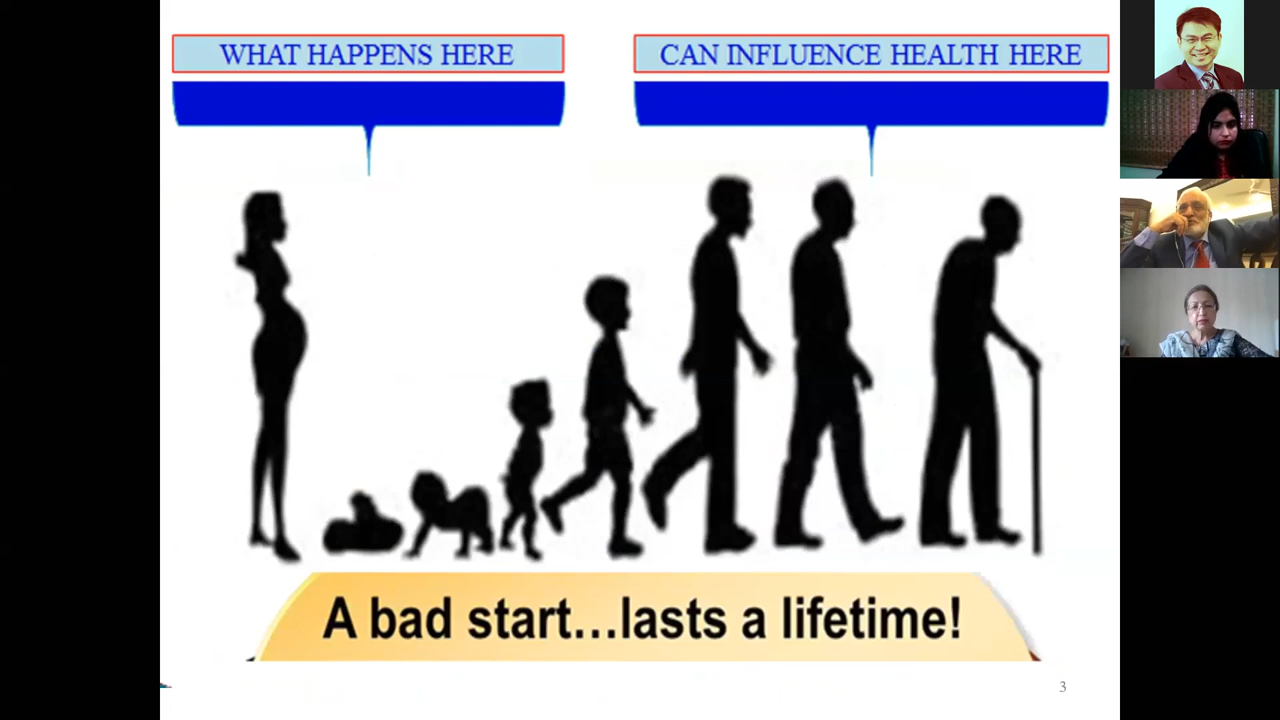 WHAT HAPPENS HERE
CAN INFLUENCE HEALTH HERE
A bad start...lasts a lifetime!
3